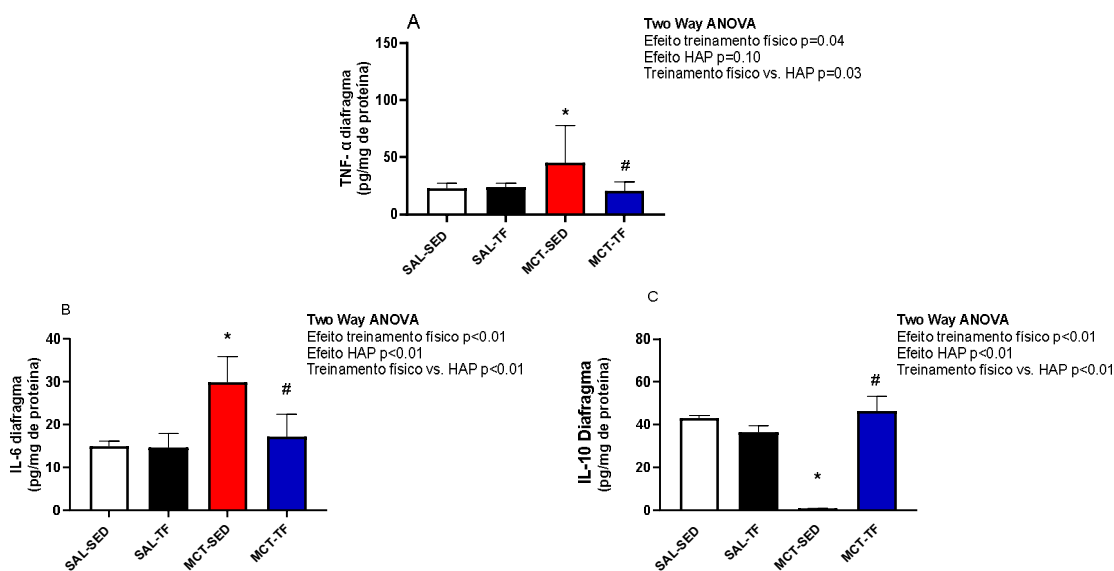 A
Two Way ANOVA
Efeito treinamento físico p=0.04
Efeito HAP p=0.10
Treinamento físico vs. HAP p=0.03
TNF- α diafragma
(pg/mg de proteína)
150
100
50
0
*
#
SAL-SED
SAL-TF
MCT-SED
MCT-TF
B
Two Way ANOVA
Efeito treinamento físico p<0.01
Efeito HAP p<0.01
Treinamento físico vs. HAP p<0.01
IL-6 diafragma
(pg/mg de proteína)
40
30
20
10
0
*
#
SAL-SED
SAL-TF
MCT-SED
MCT-TF
C
Two Way ANOVA
Efeito treinamento físico p<0.01
Efeito HAP p<0.01
Treinamento físico vs. HAP p<0.01
IL-10 Diafragma
(pg/mg de proteína)
80
60
40
20
0
*
#
SAL-SED
SAL-TF
MCT-SED
MCT-TF